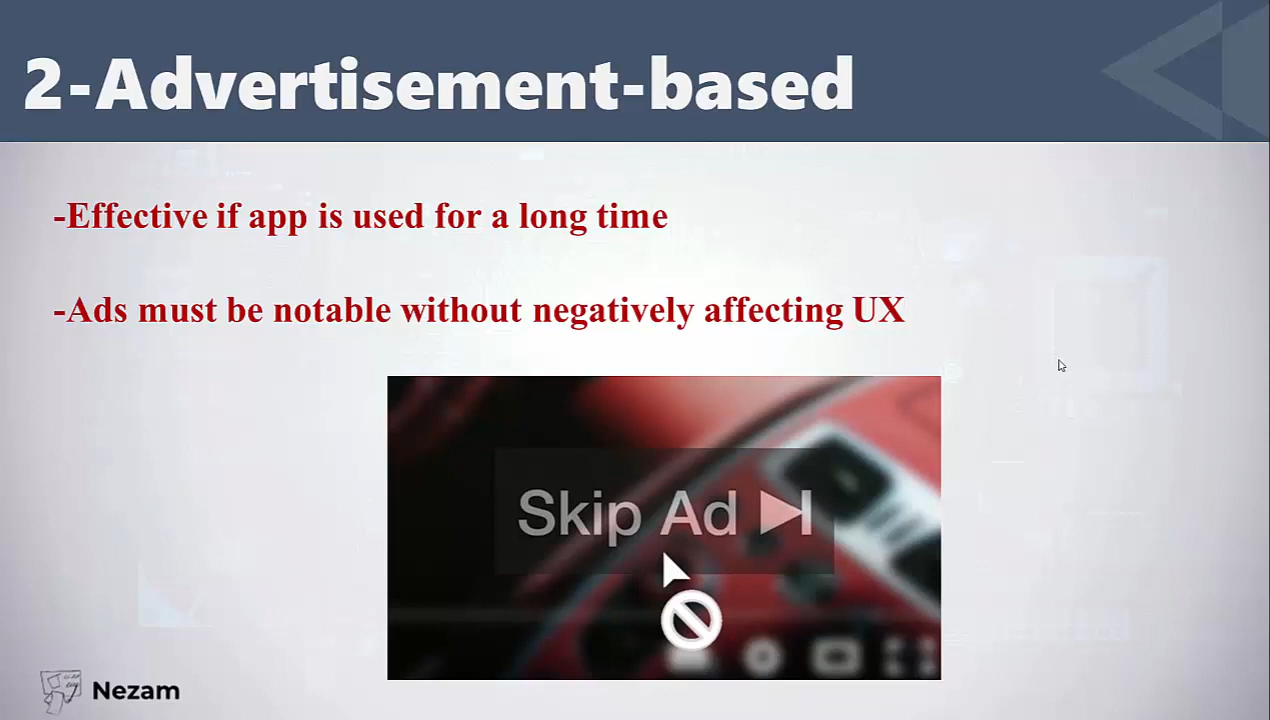 2-Advertisement-based
-Effective if app is used for a long time
-Ads must be notable without negatively affecting UX
Skip Ad
Nezam